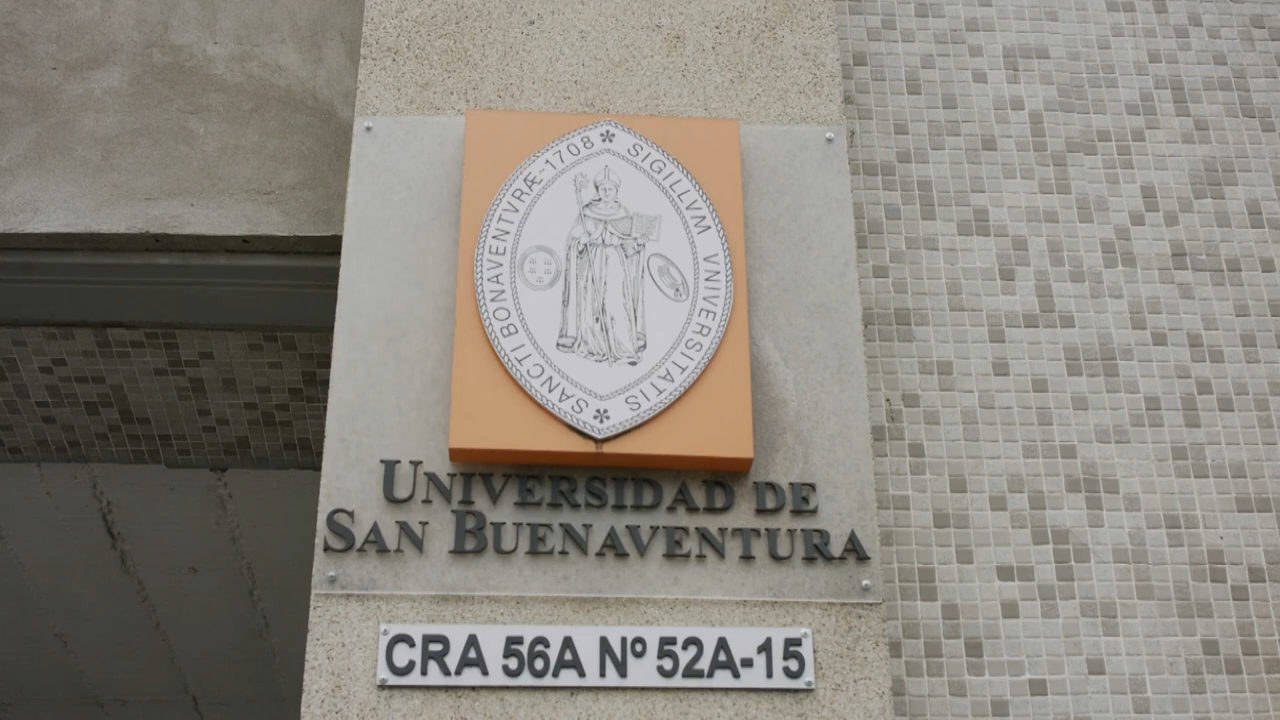 SIGILLVM VNIVERSITATIS
SANCTI BONAVENTVRÆ-1708
UNIVERSIDAD DE
SAN BUENAVENTURA
CRA 56A Nº 52A-15